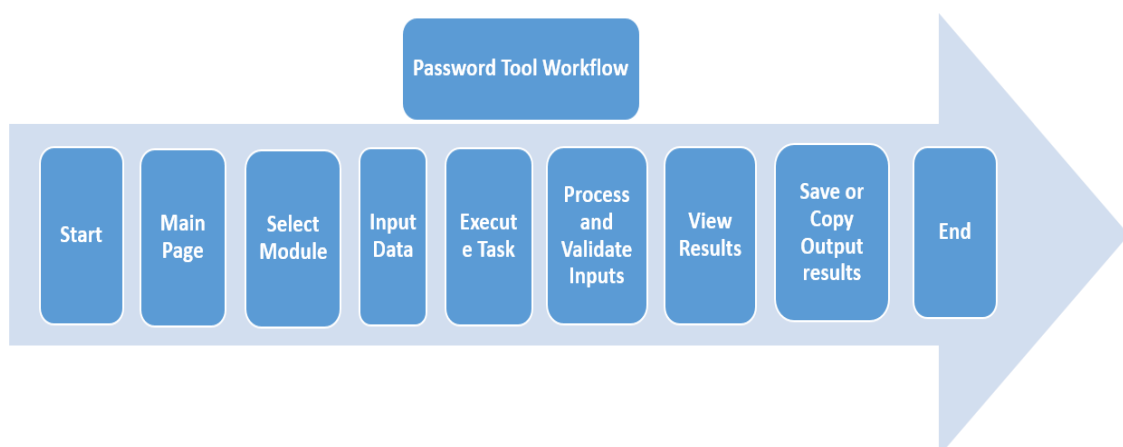 Password Tool Workflow
Start
Main
Page
Select
Module
Input
Data
Execut
e Task
Process
and
Validate
Inputs
View
Results
Save or
Copy
Output
results
End